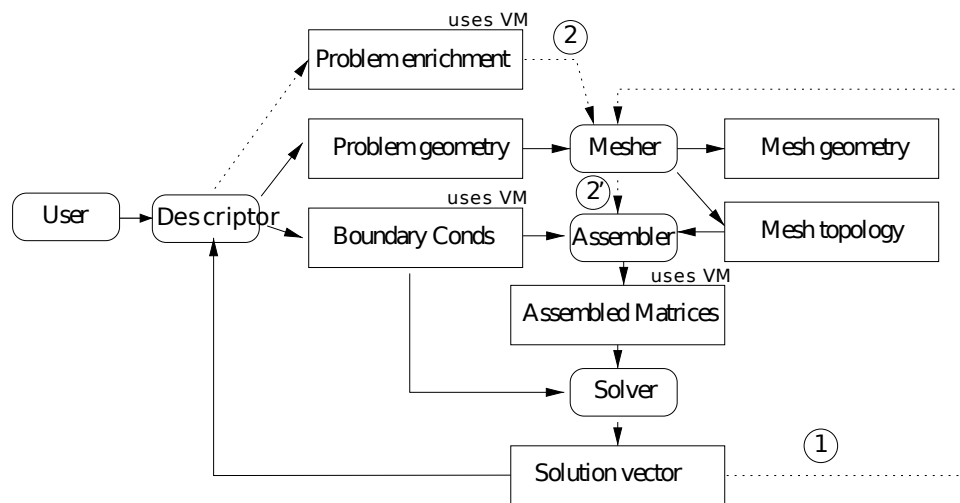 uses VM
2
Problem enrichment
Problem geometry
Mesher
Mesh geometry
uses VM
2'
User
Descriptor
Boundary Conds
Assembler
Mesh topology
uses VM
Assembled Matrices
Solver
1
Solution vector